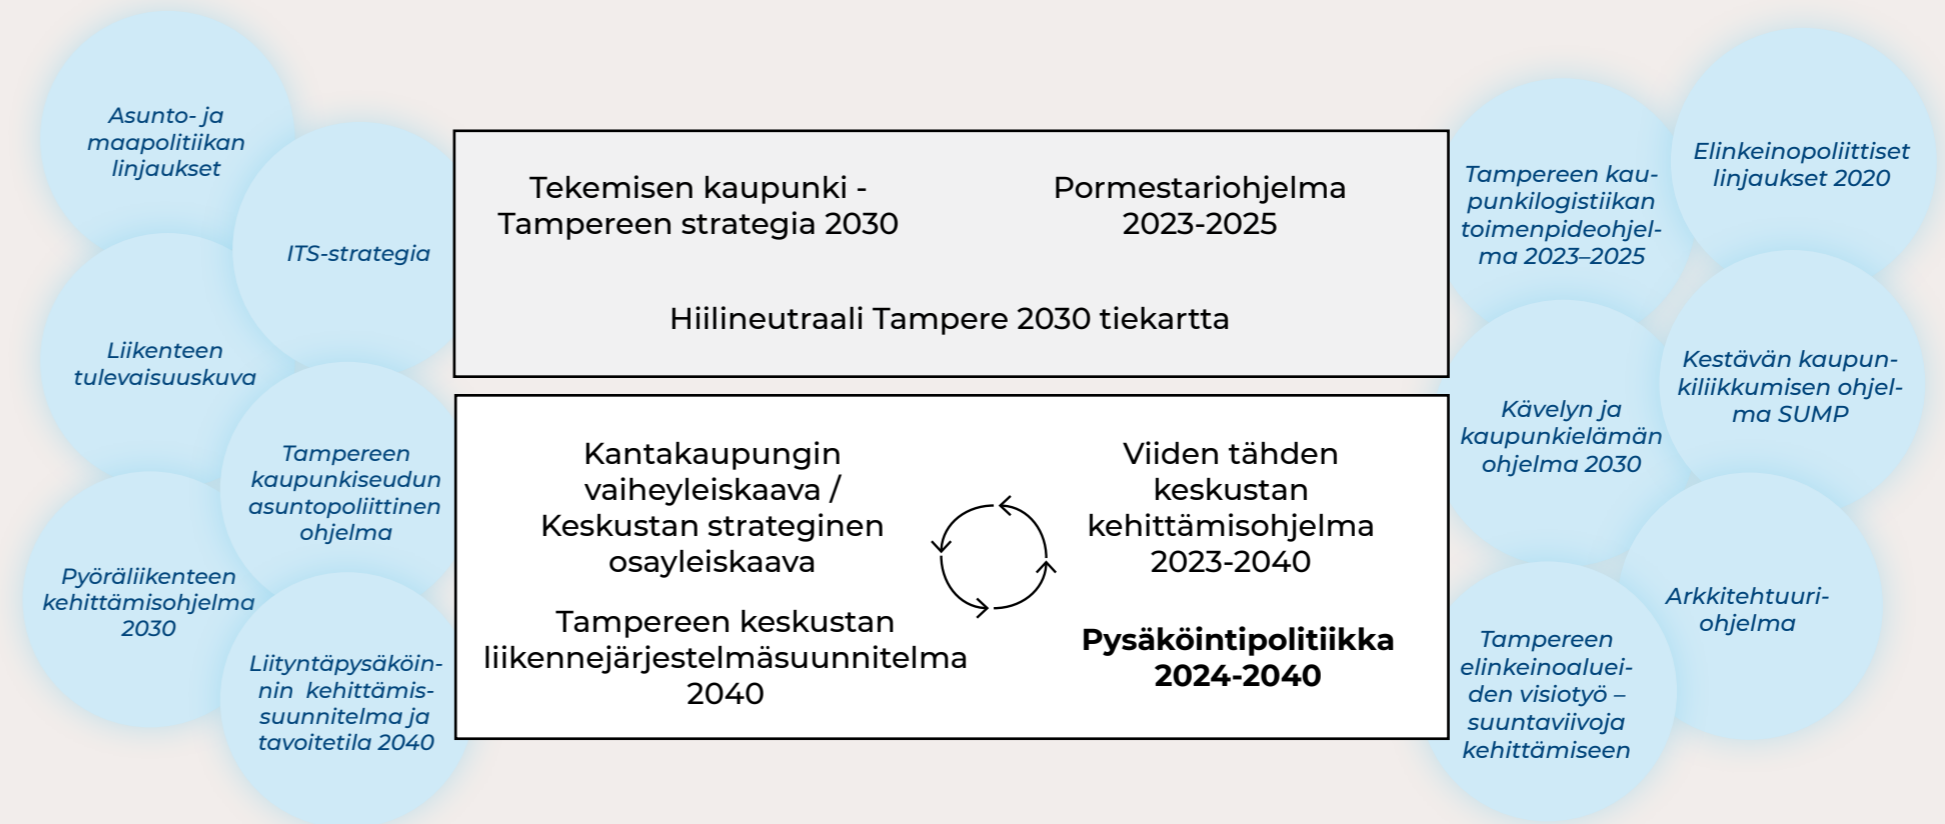 Asunto- ja
maapolitiikan
linjaukset
ITS-strategia
Liikenteen
tulevaisuuskuva
Tampereen
kaupunkiseudun
asuntopoliittinen
ohjelma
Pyöräliikenteen
kehittämisohjelma
2030
Liityntäpysäköin-
nin kehittämis-
suunnitelma ja
tavoitetila 2040
Tekemisen kaupunki -
Tampereen strategia 2030
Pormestariohjelma
2023-2025
Hiilineutraali Tampere 2030 tiekartta
Kantakaupungin
vaiheyleiskaava /
Keskustan strateginen
osayleiskaava
Viiden tähden
keskustan
kehittämisohjelma
2023-2040
Tampereen keskustan
liikennejärjestelmäsuunnitelma
2040
Pysäköintipolitiikka
2024-2040
Tampereen kau-
punkilogistiikan
toimenpideohjel-
ma 2023–2025
Elinkeinopoliittiset
linjaukset 2020
Kestävän kaupun-
kiliikkumisen ohjel-
ma SUMP
Kävelyn ja
kaupunkielämän
ohjelma 2030
Arkkitehtuuri-
ohjelma
Tampereen
elinkeinoaluei-
den visiotyö –
suuntaviivoja
kehittämiseen